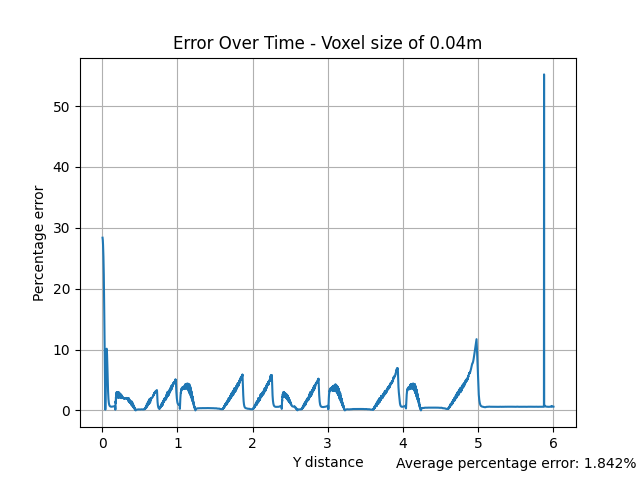 Error Over Time - Voxel size of 0.04m
Percentage error
50
40
30
20
10
0
0 1 2 3 4 5 6
Y distance
Average percentage error: 1.842%